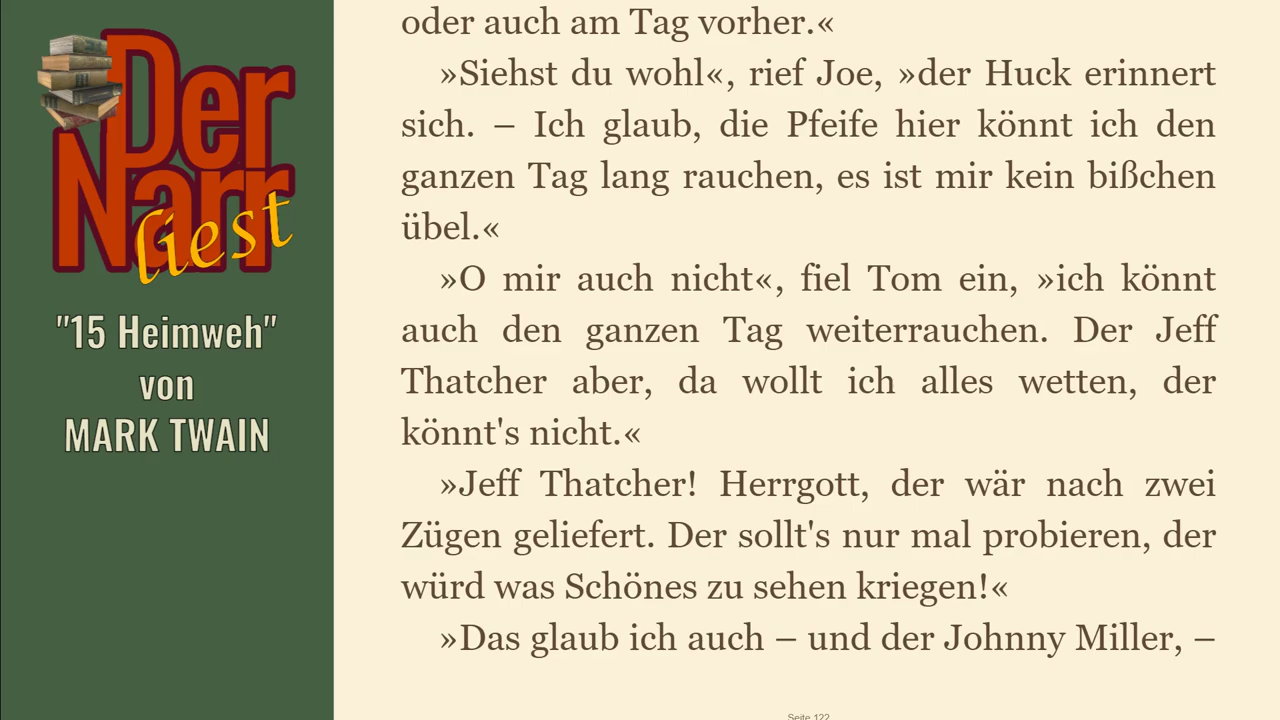 Der
Narr
liest
"15 Heimweh"
von
MARK TWAIN
oder auch am Tag vorher.«
»Siehst du wohl«, rief Joe, »der Huck erinnert
sich. – Ich glaub, die Pfeife hier könnt ich den
ganzen Tag lang rauchen, es ist mir kein bißchen
übel.«
»O mir auch nicht«, fiel Tom ein, »ich könnt
auch den ganzen Tag weiterrauchen. Der Jeff
Thatcher aber, da wollt ich alles wetten, der
könnt's nicht.«
»Jeff Thatcher! Herrgott, der wär nach zwei
Zügen geliefert. Der sollt's nur mal probieren, der
würd was Schönes zu sehen kriegen!«
»Das glaub ich auch – und der Johnny Miller, –
Seite 122